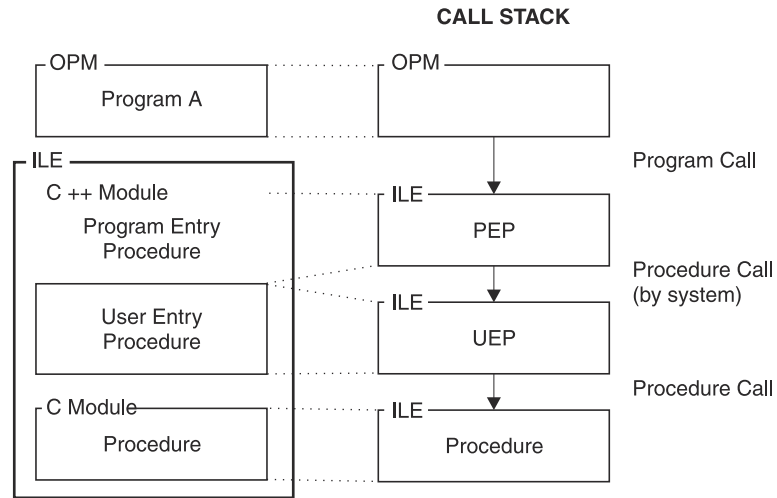 CALL STACK
OPM
Program A
OPM
Program Call
ILE
C ++ Module
Program Entry
Procedure
ILE
PEP
Procedure Call
(by system)
User Entry
Procedure
ILE
UEP
Procedure Call
C Module
Procedure
ILE
Procedure